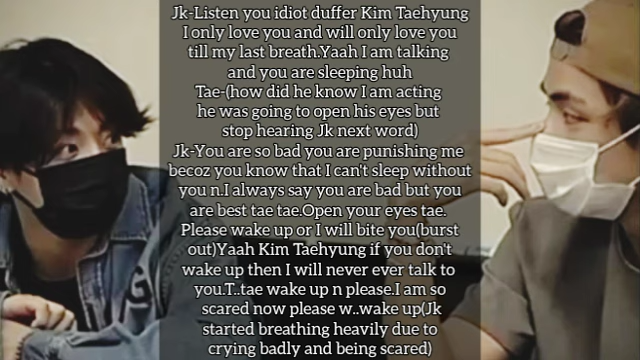 Jk-Listen you idiot duffer Kim Taehyung
I only love you and will only love you
till my last breath.Yaah I am talking
and you are sleeping huh
Tae-(how did he know I am acting
he was going to open his eyes but
stop hearing Jk next word)
Jk-You are so bad you are punishing me
becoz you know that I can't sleep without
you n.I always say you are bad but you
are best tae tae.Open your eyes tae.
Please wake up or I will bite you(burst
out)Yaah Kim Taehyung if you don't
wake up then I will never ever talk to
you.T..tae wake up n please.I am so
scared now please w..wake up(Jk
started breathing heavily due to
crying badly and being scared)